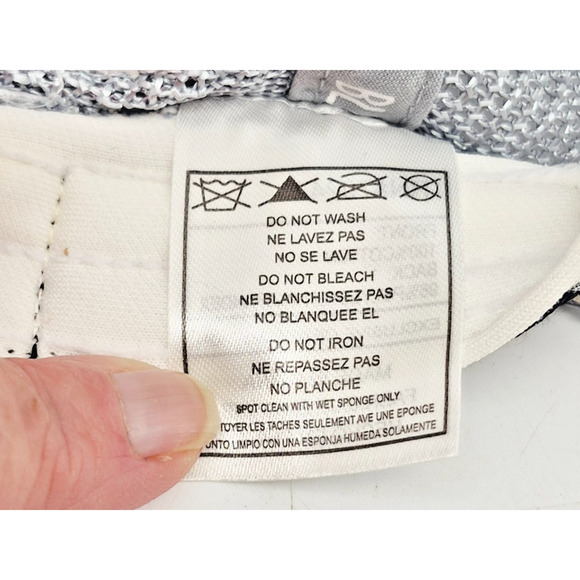 BL
DO NOT WASH
NE LAVEZ PAS
NO SE LAVE
DO NOT BLEACH
NE BLANCHISSEZ PAS
NO BLANQUEE EL
DO NOT IRON
NE REPASSEZ PAS
NO PLANCHE
SPOT CLEAN WITH WET SPONGE ONLY
TOYER LES TACHES SEULEMENT AVE UNE EPONGE
UNTO LIMPIO CON UNA ESPONJA HUMEDA SOLAMENTE